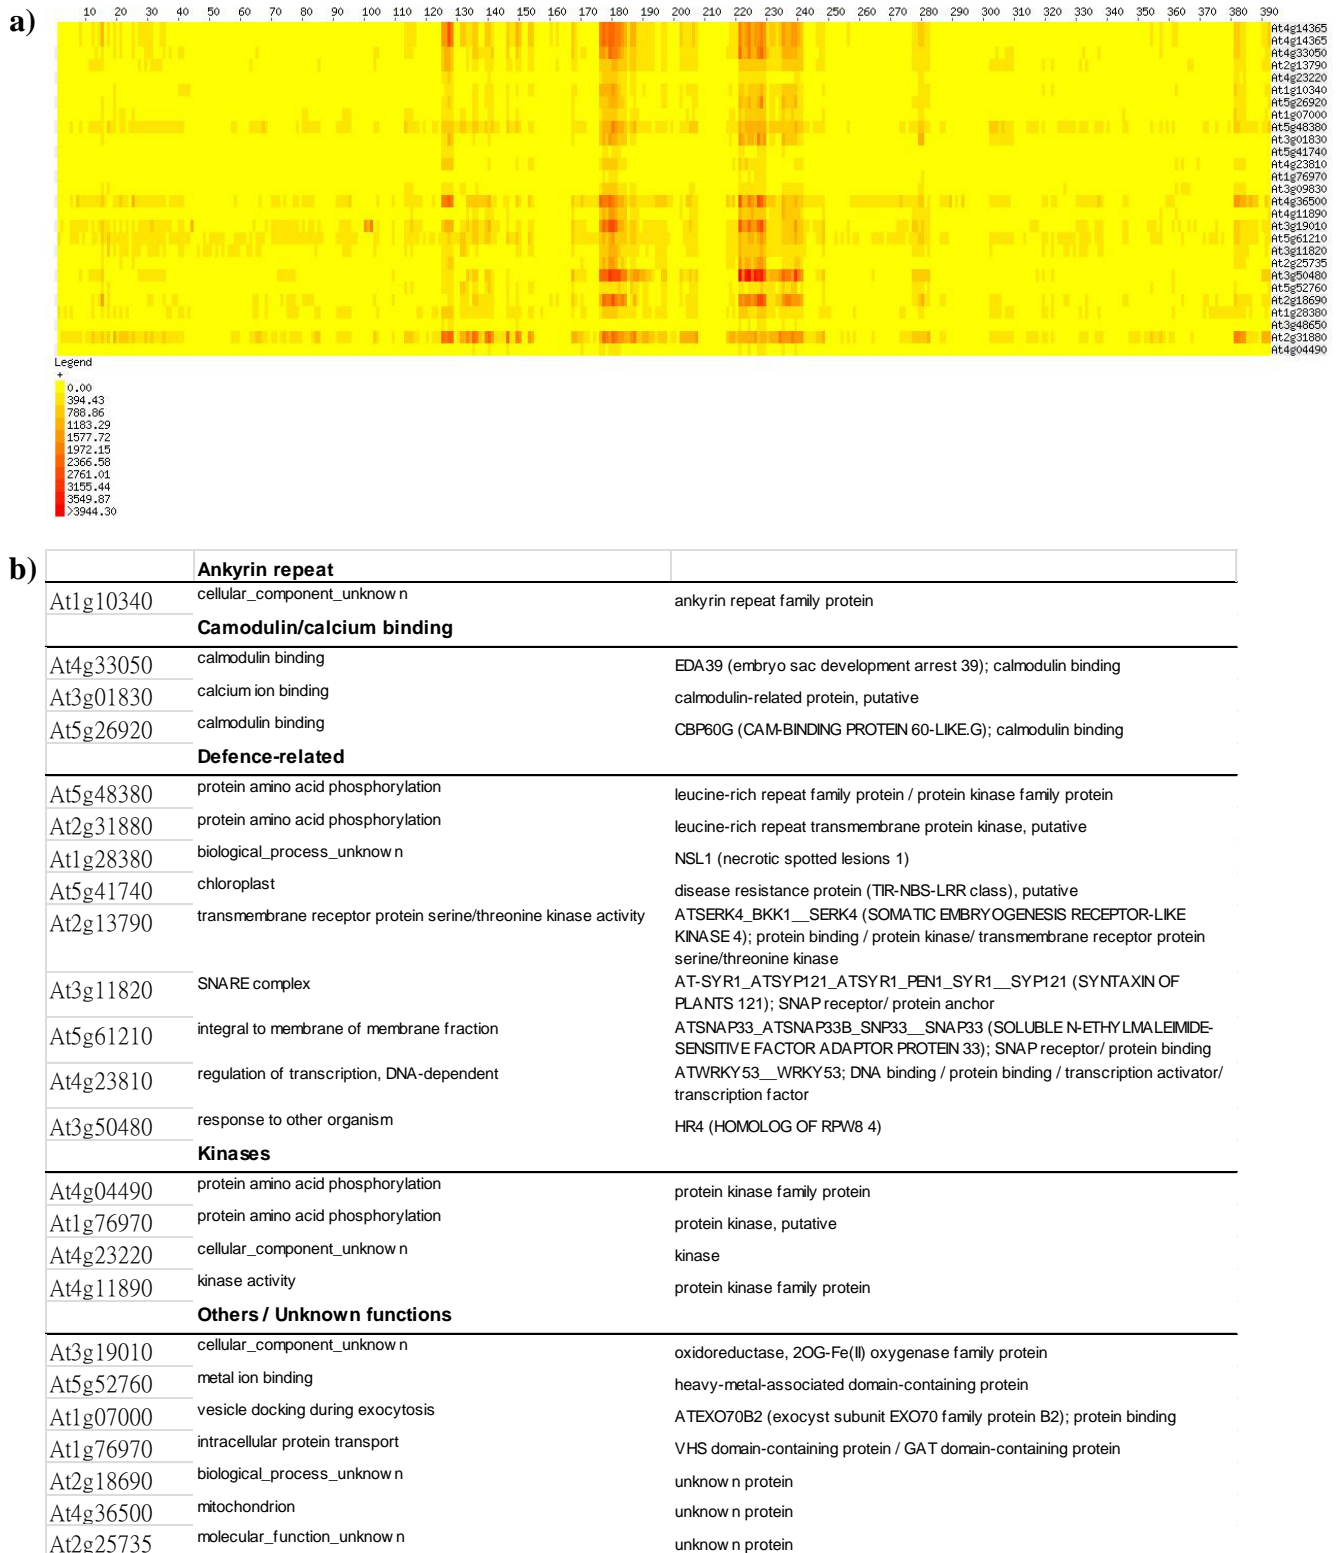 a)
10 20 30 40 50 60 70 80 90 100 110 120 130 140 150 160 170 180 190 200 210 220 230 240 250 260 270 280 290 300 310 320 330 340 350 360 370 380 390
At4g14365
At4g14365
At4g33050
At2g13790
At4g23220
At1g10340
At5g26920
At1g07000
At5g48380
At3g01830
At5g41740
At4g23810
At1g76970
At3g09830
At4g36500
At4g11890
At3g19010
At5g61210
At3g11820
At2g25735
At3g50480
At5g52760
At2g18690
At1g28380
At3g48650
At2g31880
At4g04490
Legend
+
0.00
394.43
788.86
1183.29
1577.72
1972.15
2366.58
2761.01
3155.44
3549.87
>3944.30
b)
Ankyrin repeat
At1g10340 cellular_component_unknown ankyrin repeat family protein
Camodulin/calcium binding
At4g33050 calmodulin binding EDA39 (embryo sac development arrest 39); calmodulin binding
At3g01830 calcium ion binding calmodulin-related protein, putative
At5g26920 calmodulin binding CBP60G (CAM-BINDING PROTEIN 60-LIKE.G); calmodulin binding
Defence-related
At5g48380 protein amino acid phosphorylation leucine-rich repeat family protein / protein kinase family protein
At2g31880 protein amino acid phosphorylation leucine-rich repeat transmembrane protein kinase, putative
At1g28380 biological_process_unknown NSL1 (necrotic spotted lesions 1)
At5g41740 chloroplast disease resistance protein (TIR-NBS-LRR class), putative
At2g13790 transmembrane receptor protein serine/threonine kinase activity ATSERK4_BKK1__SERK4 (SOMATIC EMBRYOGENESIS RECEPTOR-LIKE
KINASE 4); protein binding / protein kinase/ transmembrane receptor protein
serine/threonine kinase
At3g11820 SNARE complex AT-SYR1_ATSYP121_ATSYR1_PEN1_SYR1__SYP121 (SYNTAXIN OF
PLANTS 121); SNAP receptor/ protein anchor
At5g61210 integral to membrane of membrane fraction ATSNAP33_ATSNAP33B_SNP33__SNAP33 (SOLUBLE N-ETHYLMALEIMIDE-
SENSITIVE FACTOR ADAPTOR PROTEIN 33); SNAP receptor/ protein binding
At4g23810 regulation of transcription, DNA-dependent ATWRKY53__WRKY53; DNA binding / protein binding / transcription activator/
transcription factor
At3g50480 response to other organism HR4 (HOMOLOG OF RPW8 4)
Kinases
At4g04490 protein amino acid phosphorylation protein kinase family protein
At1g76970 protein amino acid phosphorylation protein kinase, putative
At4g23220 cellular_component_unknown kinase
At4g11890 kinase activity protein kinase family protein
Others / Unknown functions
At3g19010 cellular_component_unknown oxidoreductase, 2OG-Fe(II) oxygenase family protein
At5g52760 metal ion binding heavy-metal-associated domain-containing protein
At1g07000 vesicle docking during exocytosis ATEXO70B2 (exocyst subunit EXO70 family protein B2); protein binding
At1g76970 intracellular protein transport VHS domain-containing protein / GAT domain-containing protein
At2g18690 biological_process_unknown unknown protein
At4g36500 mitochondrion unknown protein
At2g25735 molecular_function_unknown unknown protein